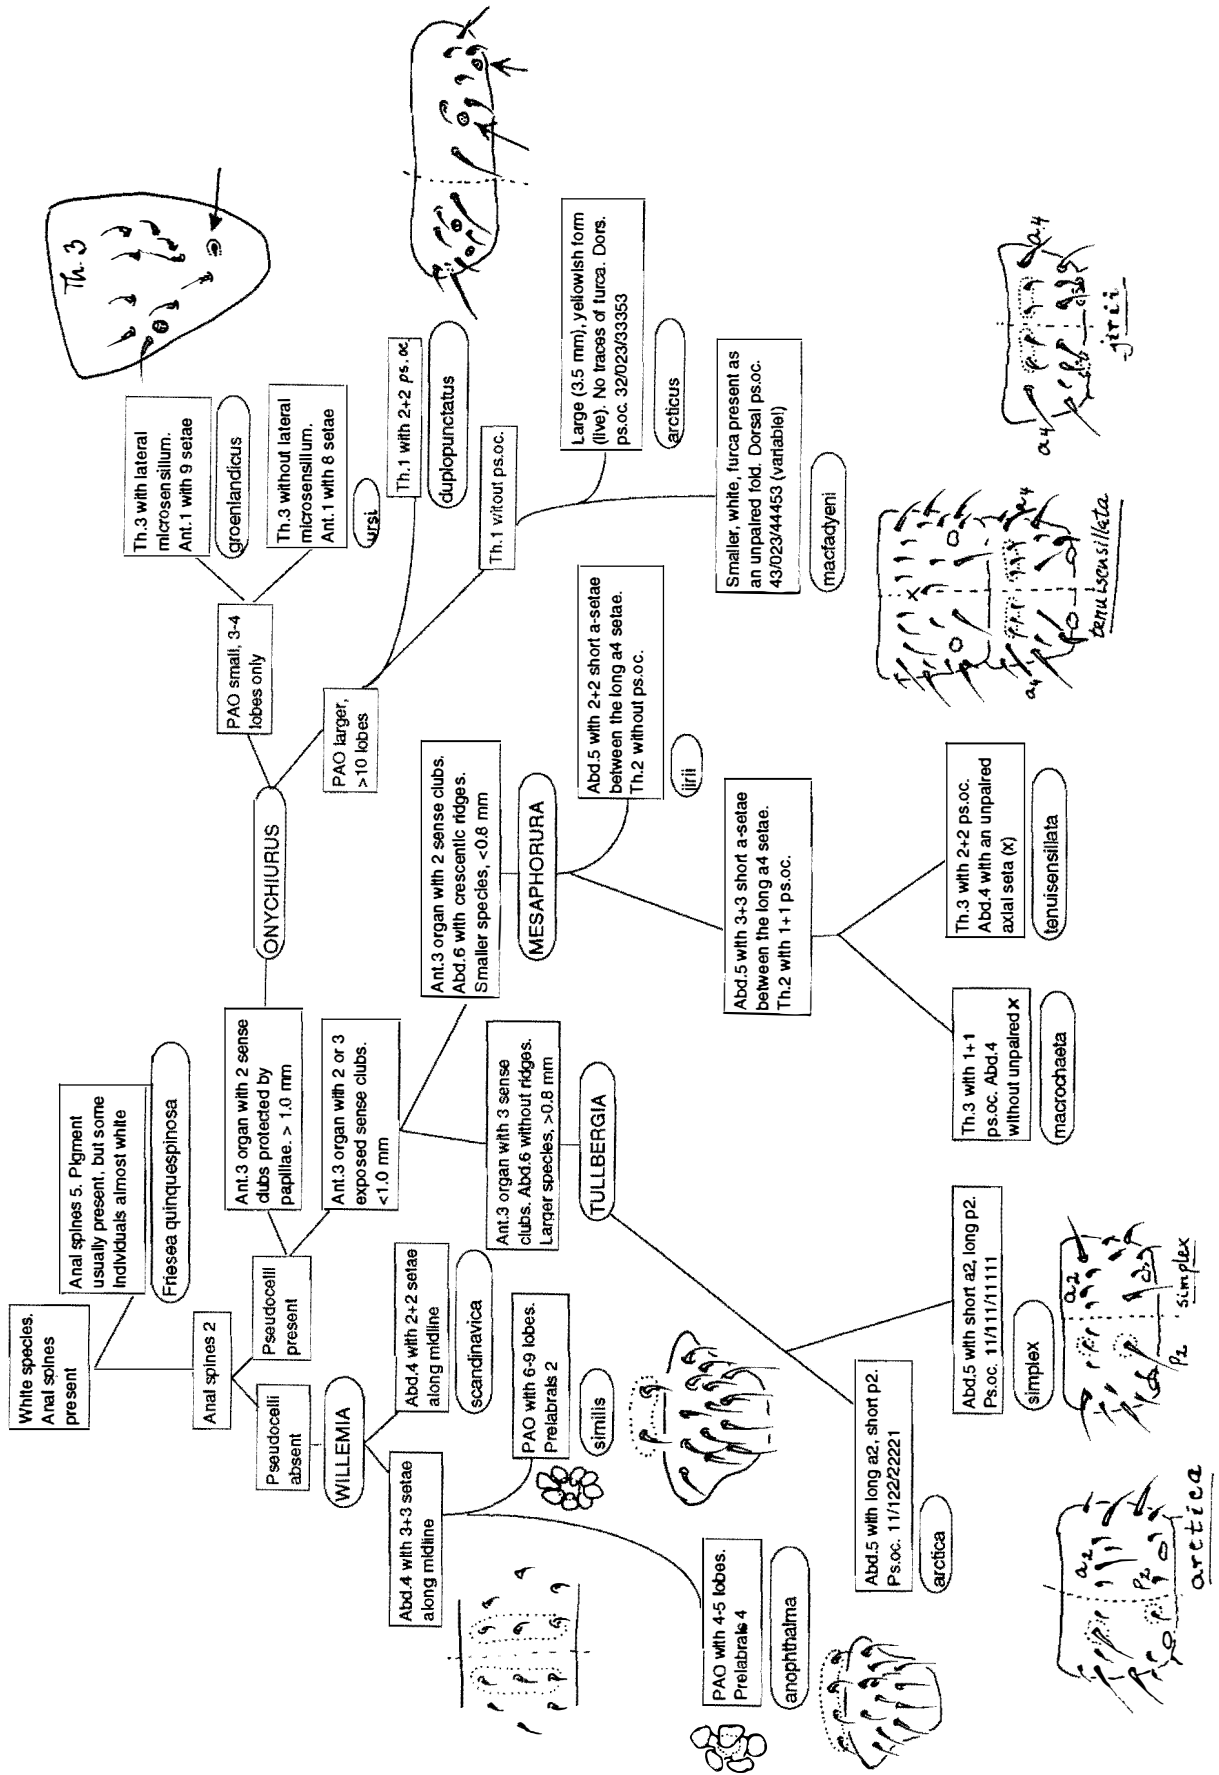 White species.
Anal spines
present
Anal spines 5. Pigment
usually present, but some
Individuals almost white
Friesea quinquespinosa
Anal spines 2
Pseudocelli
absent
Pseudocelli
present
WILLEMIA
Abd.4 with 3+3 setae
along midline
Abd.4 with 2+2 setae
along midline
scandinavica
PAO with 6-9 lobes.
Prelabrals 2
similis
PAO with 4-5 lobes.
Prelabrals 4
anophthalma
Ant.3 organ with 2 sense
clubs protected by
papillae. > 1.0 mm
Ant.3 organ with 2 or 3
exposed sense clubs.
<1.0 mm
ONYCHIURUS
PAO small, 3-4
lobes only
PAO larger,
>10 lobes
Th.3 with lateral
microsensillum.
Ant.1 with 9 setae
groenlandicus
Th.3 without lateral
microsensillum.
Ant.1 with 8 setae
ursi
Th.1 with 2+2 ps.oc.
duplopunctatus
Th.1 witout ps.oc.
Large (3.5 mm), yellowish form
(live). No traces of furca. Dors.
ps.oc. 32/023/33353
arcticus
Smaller, white, furca present as
an unpaired fold. Dorsal ps.oc.
43/023/44453 (variable!)
macfadyeni
Ant.3 organ with 2 sense clubs.
Abd.6 with crescentic ridges.
Smaller species, <0.8 mm
MESAPHORURA
Abd.5 with 2+2 short a-setae
between the long a4 setae.
Th.2 without ps.oc.
jirii
Abd.5 with 3+3 short a-setae
between the long a4 setae.
Th.2 with 1+1 ps.oc.
Th.3 with 1+1
ps.oc. Abd.4
without unpaired x
macrochaeta
Th.3 with 2+2 ps.oc.
Abd.4 with an unpaired
axial seta (x)
tenuisensillata
Ant.3 organ with 3 sense
clubs. Abd.6 without ridges.
Larger species, >0.8 mm
TULLBERGIA
Abd.5 with long a2, short p2.
Ps.oc. 11/122/22221
arctica
Abd.5 with short a2, long p2.
Ps.oc. 11/111/11111
simplex
Th. 3
a4
a4
jirii
x
a4
a4
tenuisensillata
a2
P2
simplex
a2
P2
arctica